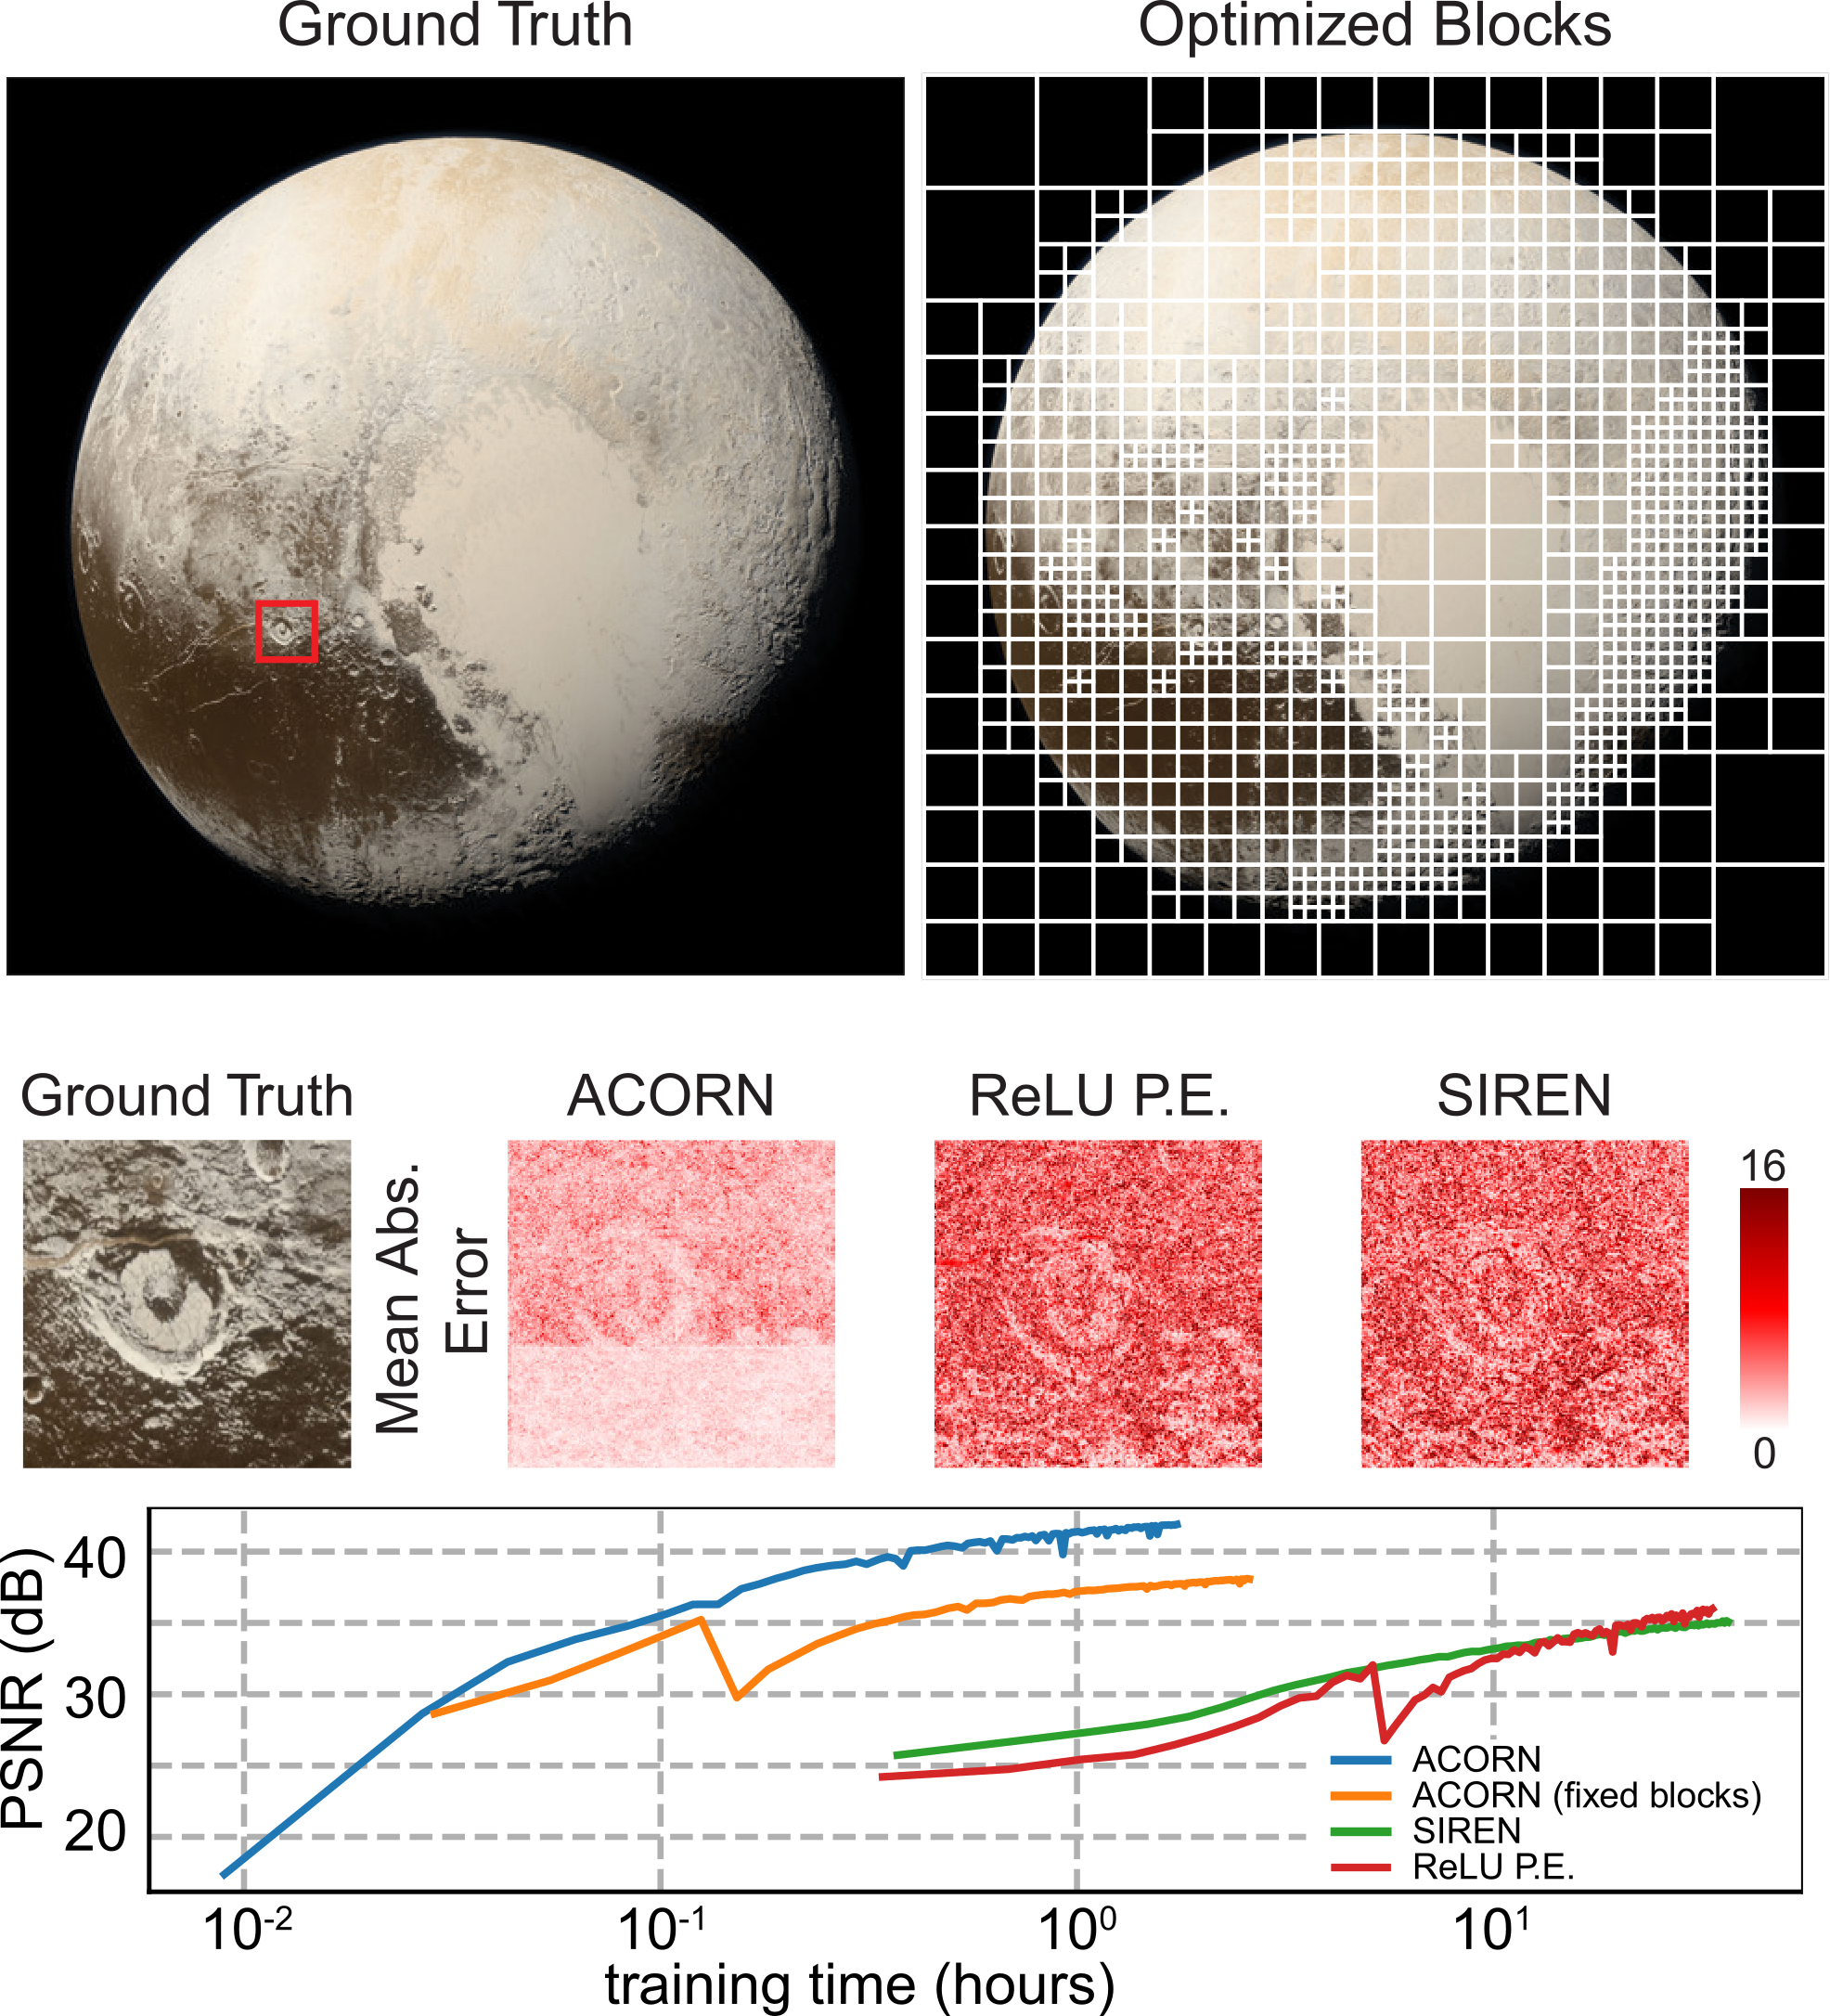 Ground Truth
Optimized Blocks
Ground Truth
ACORN
ReLU P.E.
SIREN
Mean Abs.
Error
16
0
PSNR (dB)
40
30
20
ACORN
ACORN (fixed blocks)
SIREN
ReLU P.E.
10-2
10-1
100
101
training time (hours)